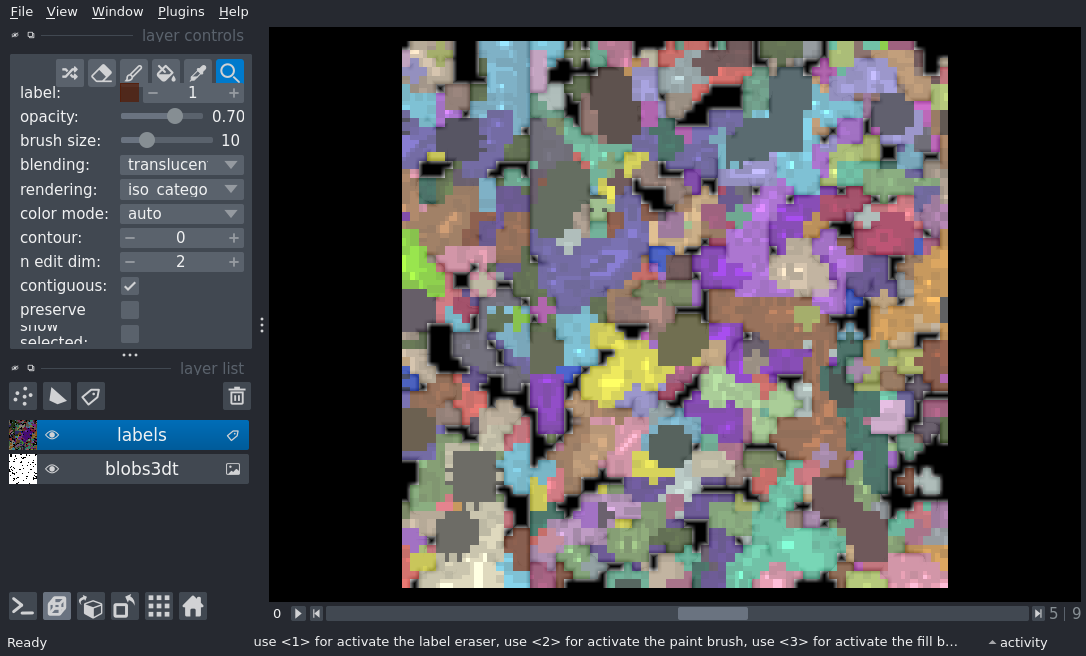 File View Window Plugins Help
layer controls
label: 1
opacity: 0.70
brush size: 10
blending: translucen
rendering: iso_catego
color mode: auto
contour: 0
n edit dim: 2
contiguous:
preserve
show
selected:
layer list
labels
blobs3dt
0 5 | 9
Ready use <1> for activate the label eraser, use <2> for activate the paint brush, use <3> for activate the fill b... activity